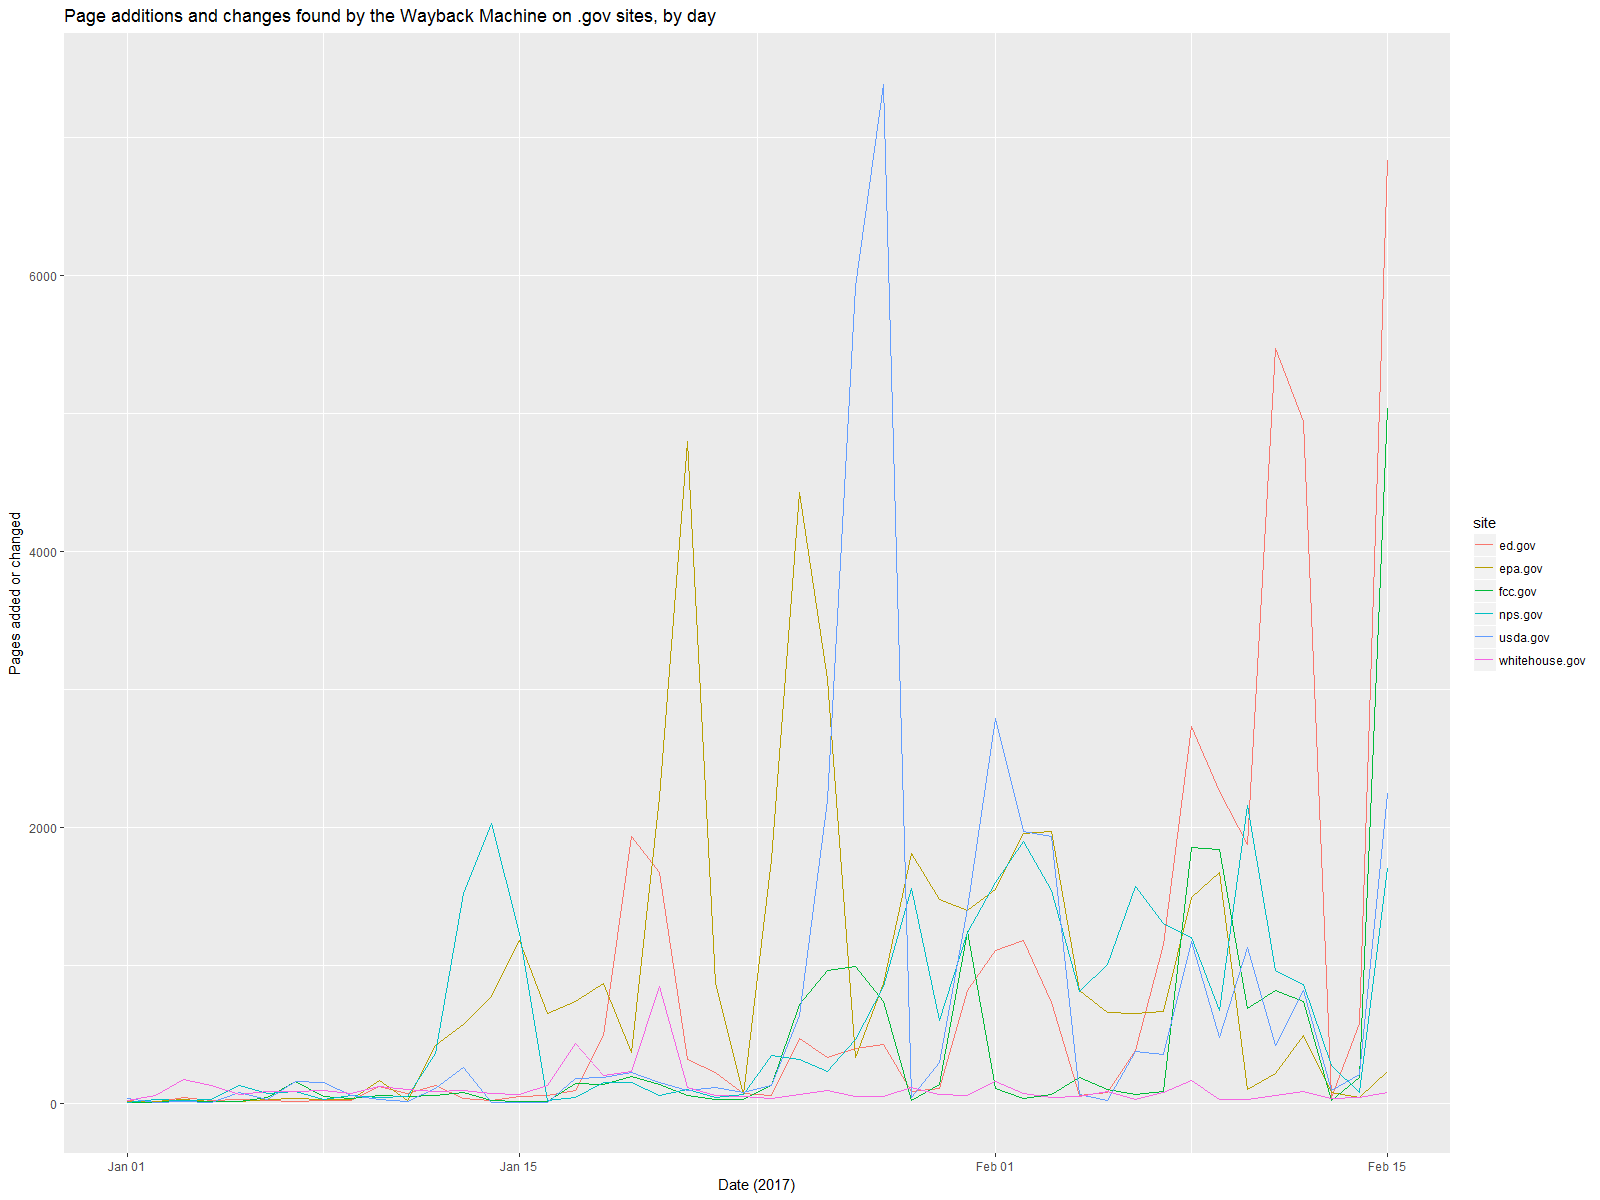 Page additions and changes found by the Wayback Machine on .gov sites, by day
Pages added or changed
6000
4000
2000
0
Jan 01
Jan 15
Feb 01
Feb 15
Date (2017)
site
ed.gov
epa.gov
fcc.gov
nps.gov
usda.gov
whitehouse.gov